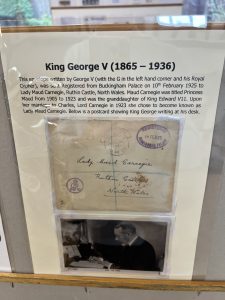 King George V (1865 – 1936)
This envelope written by George V (with the G in the left hand corner and his Royal
Cypher), was sent Registered from Buckingham Palace on 10th February 1925 to
Lady Maud Carnegie, Ruthin Castle, North Wales. Maud Carnegie was titled Princess
Maud from 1905 to 1923 and was the granddaughter of King Edward VII. Upon
her marriage to Charles, Lord Carnegie in 1923 she chose to become known as
Lady Maud Carnegie. Below is a postcard showing King George writing at his desk.
Lady Maud Carnegie
Ruthin Castle
North Wales